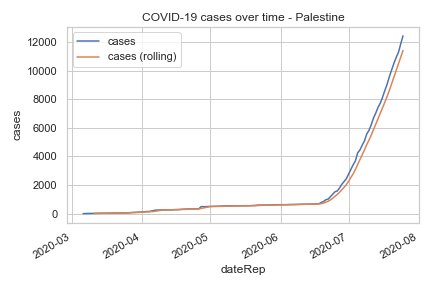 COVID-19 cases over time - Palestine
cases
cases (rolling)
12000
10000
8000
6000
4000
2000
0
cases
2020-03
2020-04
2020-05
2020-06
2020-07
2020-08
dateRep